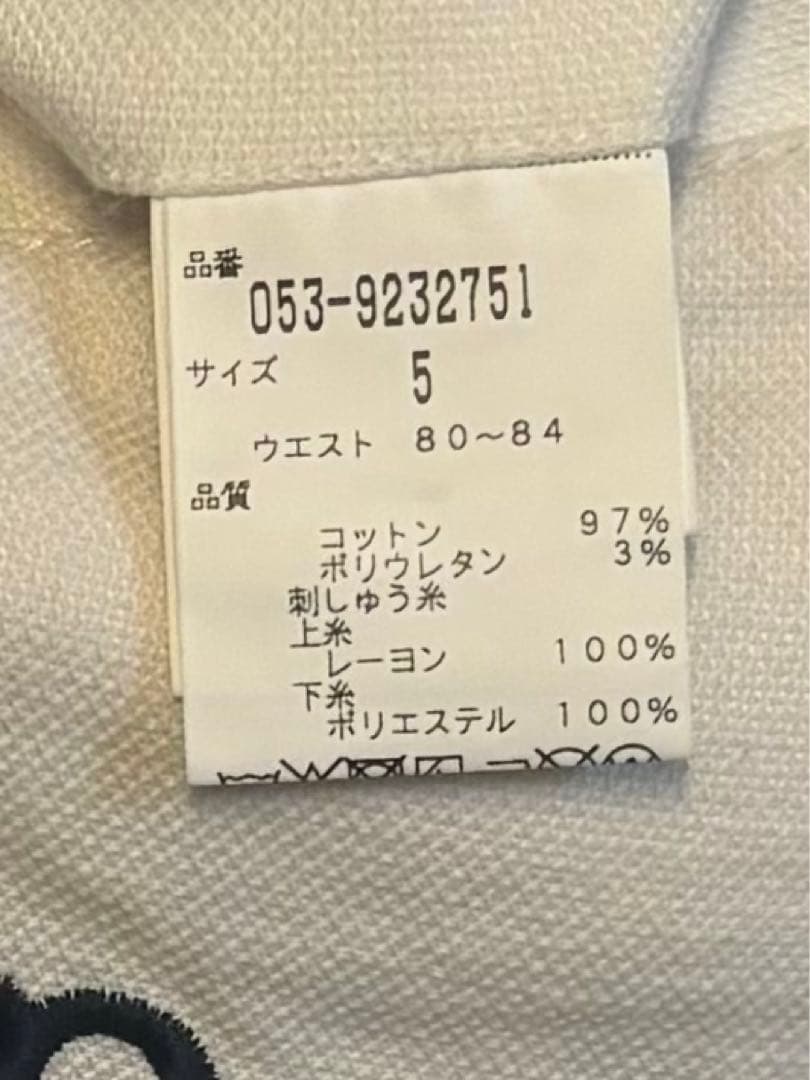 品番
053-9232751
サイズ 5
ウエスト 80～84
品質
コットン 97%
ポリウレタン 3%
刺しゅう糸
上糸
レーヨン 100%
下糸
ポリエステル 100%